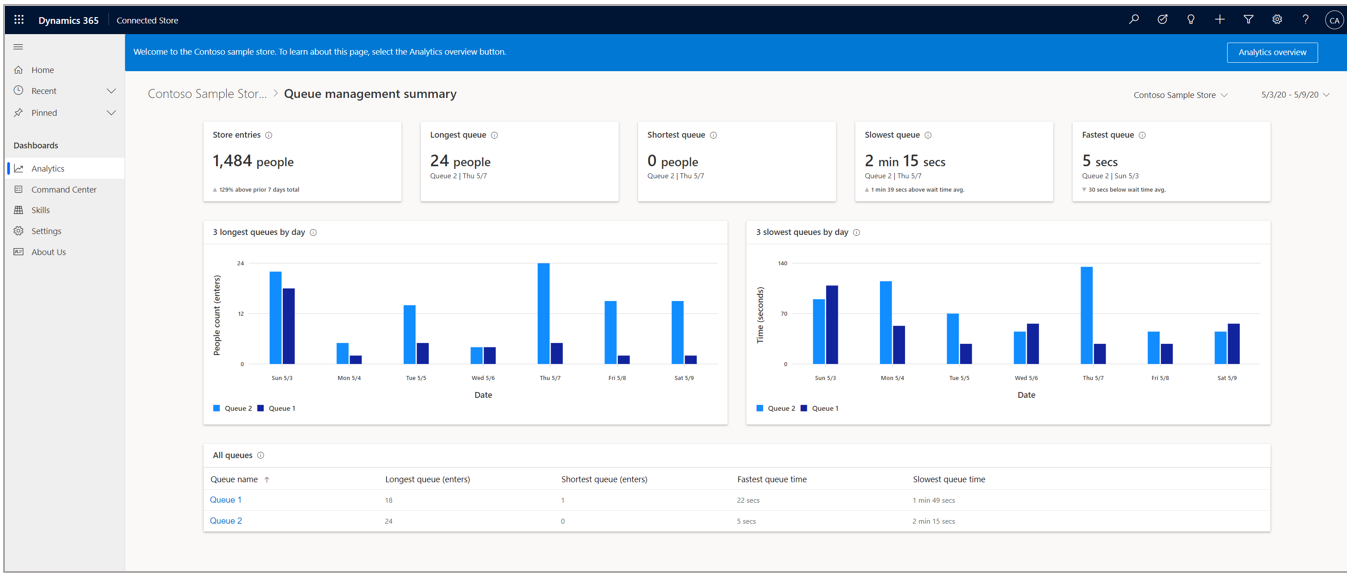 Dynamics 365 Connected Store
CA
Welcome to the Contoso sample store. To learn about this page, select the Analytics overview button.
Analytics overview
Home
Recent
Pinned
Dashboards
Analytics
Command Center
Skills
Settings
About Us
Contoso Sample Stor... > Queue management summary
Contoso Sample Store
5/3/20 - 5/9/20
Store entries
1,484 people
129% above prior 7 days total
Longest queue
24 people
Queue 2 | Thu 5/7
Shortest queue
0 people
Queue 2 | Thu 5/7
Slowest queue
2 min 15 secs
Queue 2 | Thu 5/7
1 min 39 secs above wait time avg.
Fastest queue
5 secs
Queue 2 | Sun 5/3
30 secs below wait time avg.
3 longest queues by day
People count (enters)
24
12
0
Sun 5/3 Mon 5/4 Tue 5/5 Wed 5/6 Thu 5/7 Fri 5/8 Sat 5/9
Date
Queue 2 Queue 1
3 slowest queues by day
Time (seconds)
140
70
0
Sun 5/3 Mon 5/4 Tue 5/5 Wed 5/6 Thu 5/7 Fri 5/8 Sat 5/9
Date
Queue 2 Queue 1
All queues
Queue name ↑ Longest queue (enters) Shortest queue (enters) Fastest queue time Slowest queue time
Queue 1 18 1 22 secs 1 min 49 secs
Queue 2 24 0 5 secs 2 min 15 secs